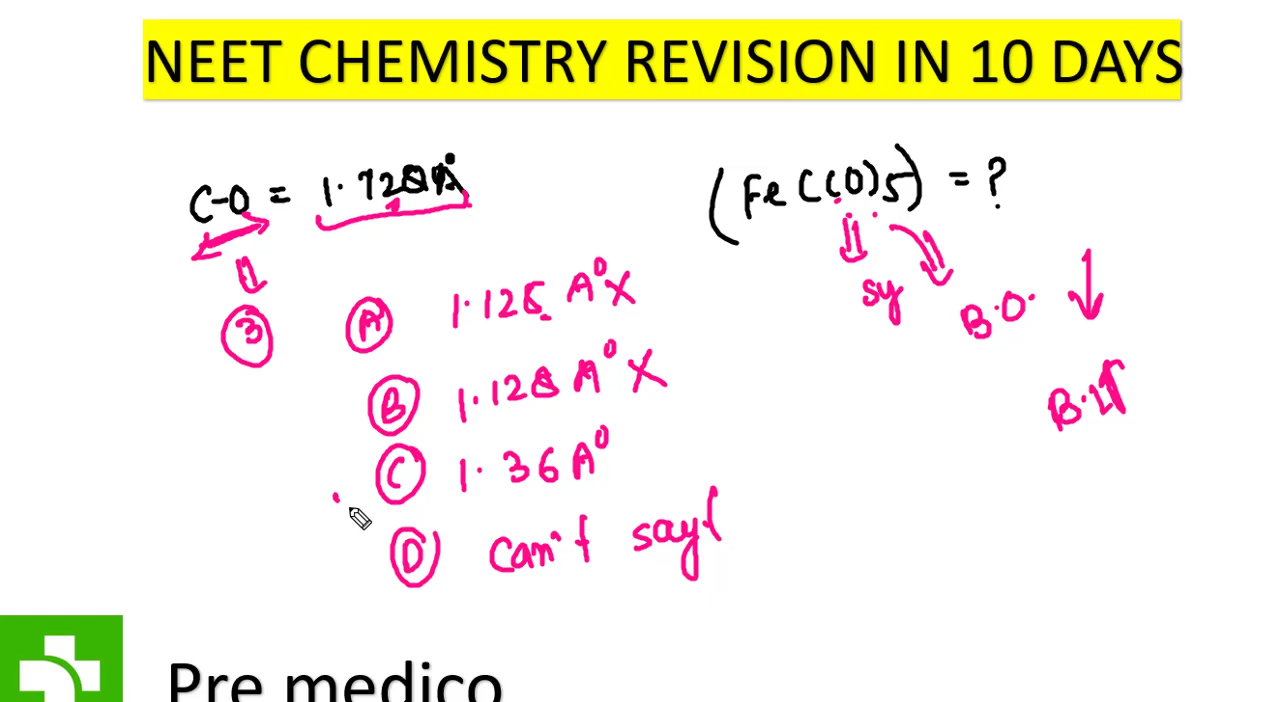 NEET CHEMISTRY REVISION IN 10 DAYS
C-O = 1.128 A°
(Fe C(O)5) = ?
3
A 1.125 A° X
sy
B.O.
B 1.128 A° X
C 1.36 A°
D can't say
Pre medico